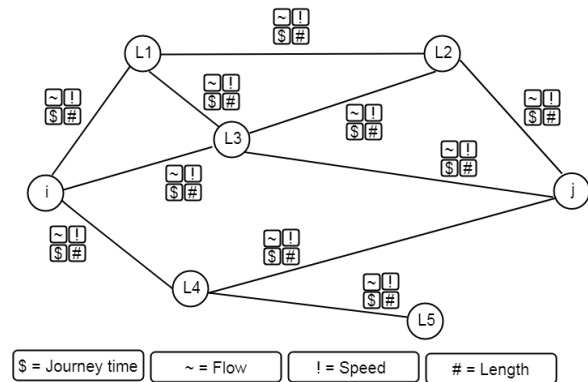 ~ !
$ #
L1
L2
~ !
$ #
~ !
$ #
~ !
$ #
~ !
$ #
L3
~ !
$ #
~ !
$ #
i
j
~ !
$ #
~ !
$ #
L4
~ !
$ #
L5
$ = Journey time
~ = Flow
! = Speed
# = Length